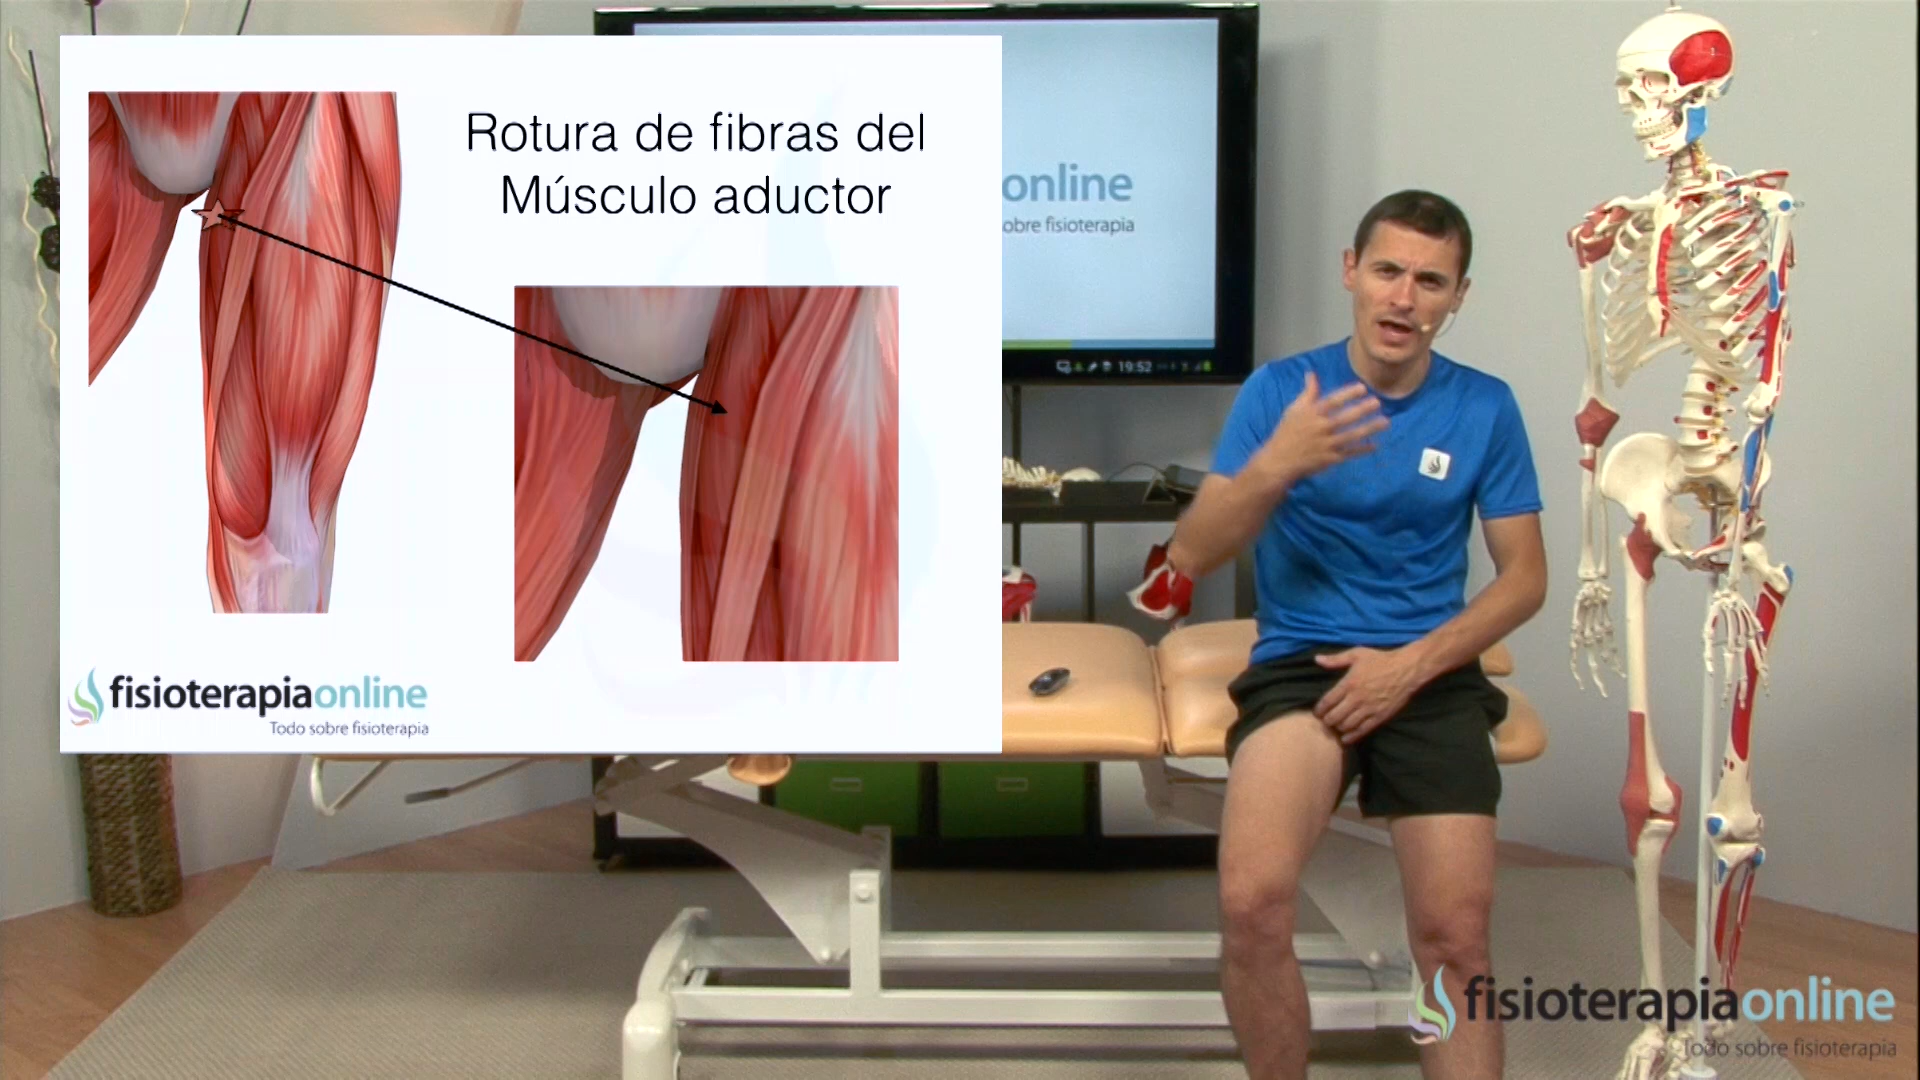 Rotura de fibras del
Músculo aductor
fisioterapiaonline
Todo sobre fisioterapia
online
obre fisioterapia
19:52
fisioterapiaonline
Todo sobre fisioterapia